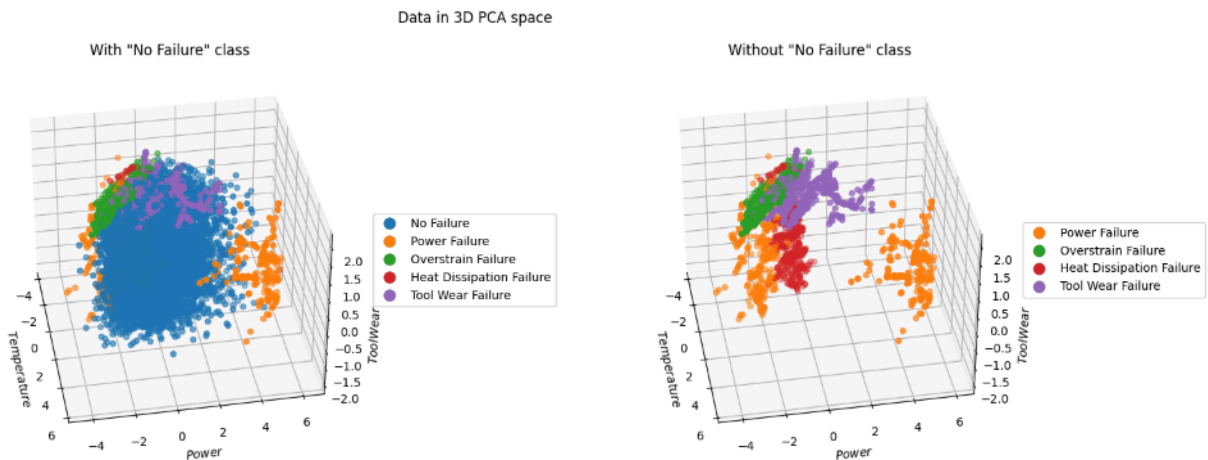 Data in 3D PCA space
With "No Failure" class
−4
−2
0
2
4
6
Temperature
−4
−2
0
2
4
6
Power
2.0
1.5
1.0
0.5
0.0
−0.5
−1.0
−1.5
−2.0
ToolWear
No Failure
Power Failure
Overstrain Failure
Heat Dissipation Failure
Tool Wear Failure
Without "No Failure" class
−4
−2
0
2
4
6
Temperature
−4
−2
0
2
4
6
Power
2.0
1.5
1.0
0.5
0.0
−0.5
−1.0
−1.5
−2.0
ToolWear
Power Failure
Overstrain Failure
Heat Dissipation Failure
Tool Wear Failure